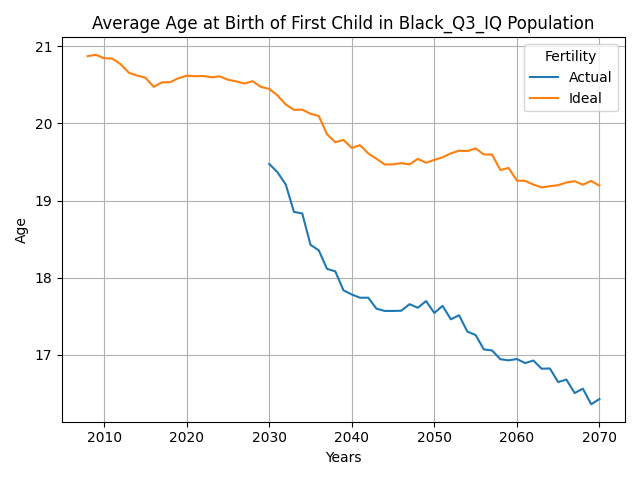 Average Age at Birth of First Child in Black_Q3_IQ Population
21
20
19
18
17
Age
2010 2020 2030 2040 2050 2060 2070
Years
Fertility
Actual
Ideal